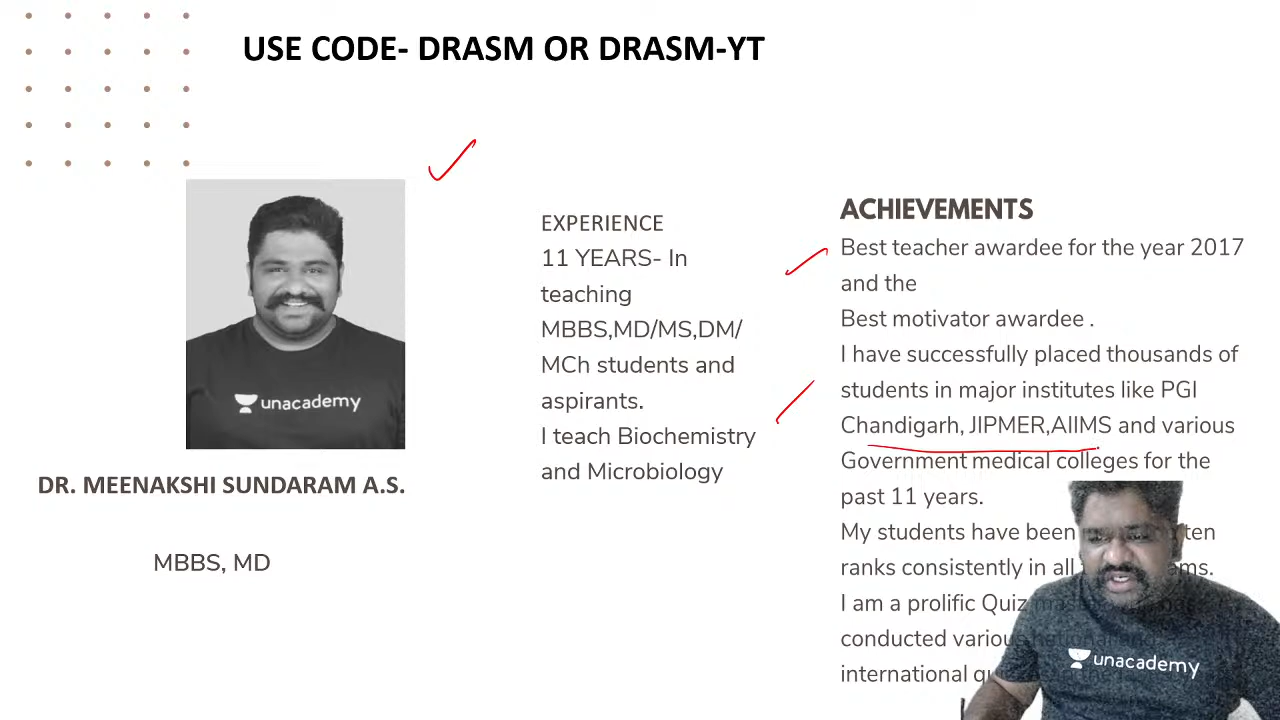 USE CODE- DRASM OR DRASM-YT
unacademy
DR. MEENAKSHI SUNDARAM A.S.
MBBS, MD
EXPERIENCE
11 YEARS- In
teaching
MBBS,MD/MS,DM/
MCh students and
aspirants.
I teach Biochemistry
and Microbiology
ACHIEVEMENTS
Best teacher awardee for the year 2017
and the
Best motivator awardee .
I have successfully placed thousands of
students in major institutes like PGI
Chandigarh, JIPMER,AIIMS and various
Government medical colleges for the
past 11 years.
My students have been ten
ranks consistently in all
I am a prolific Quiz
conducted various national and
international
unacademy